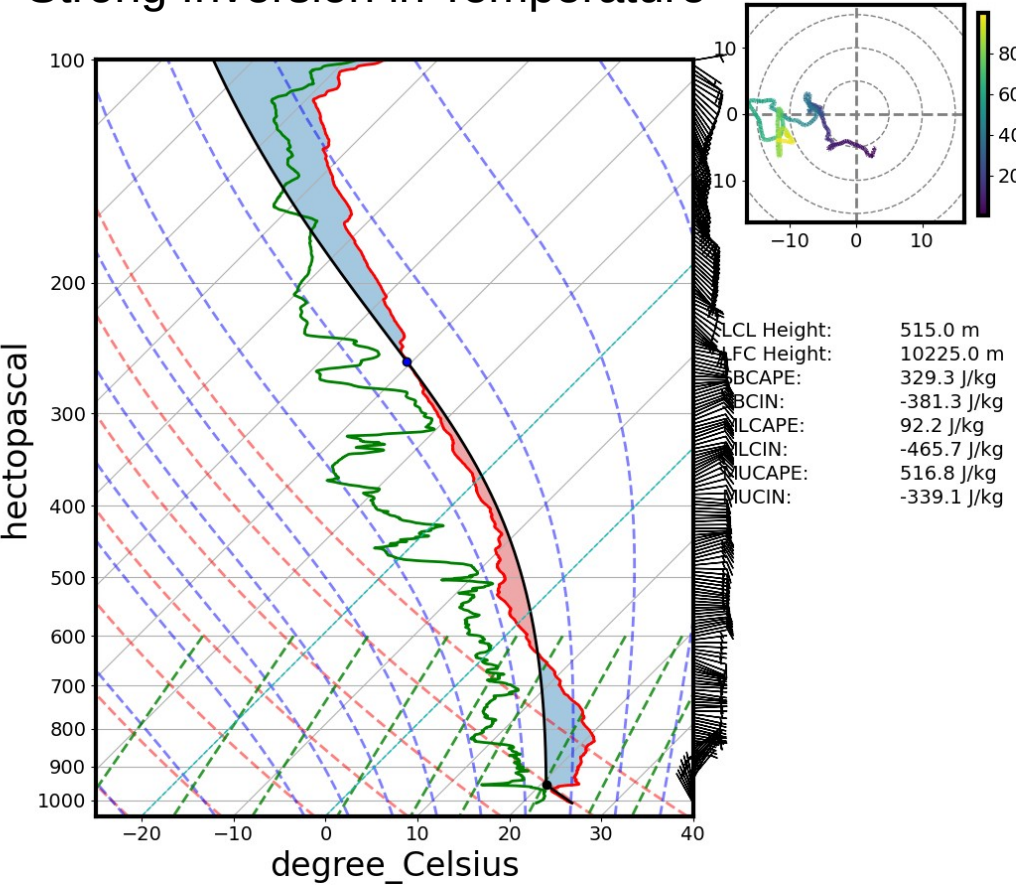 Strong Inversion in Temperature
100
200
300
400
500
600
700
800
900
1000
hectopascal
−20 −10 0 10 20 30 40
degree_Celsius
10
0
10
−10 0 10
80
60
40
20
LCL Height: 515.0 m
LFC Height: 10225.0 m
SBCAPE: 329.3 J/kg
SBCIN: -381.3 J/kg
MLCAPE: 92.2 J/kg
MLCIN: -465.7 J/kg
MUCAPE: 516.8 J/kg
MUCIN: -339.1 J/kg